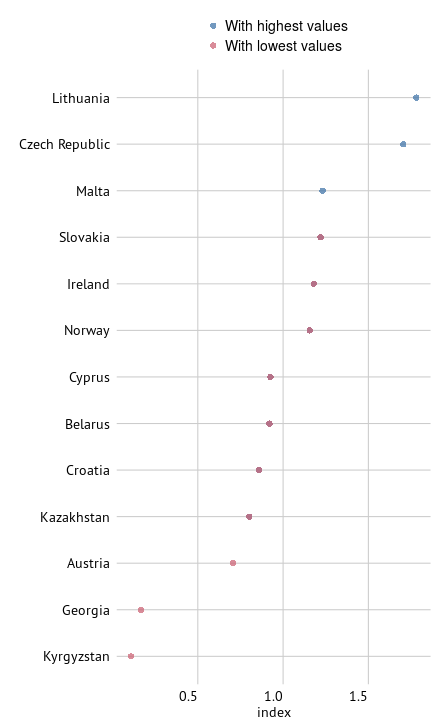 With highest values
With lowest values
Lithuania
Czech Republic
Malta
Slovakia
Ireland
Norway
Cyprus
Belarus
Croatia
Kazakhstan
Austria
Georgia
Kyrgyzstan
0.5 1.0 1.5
index